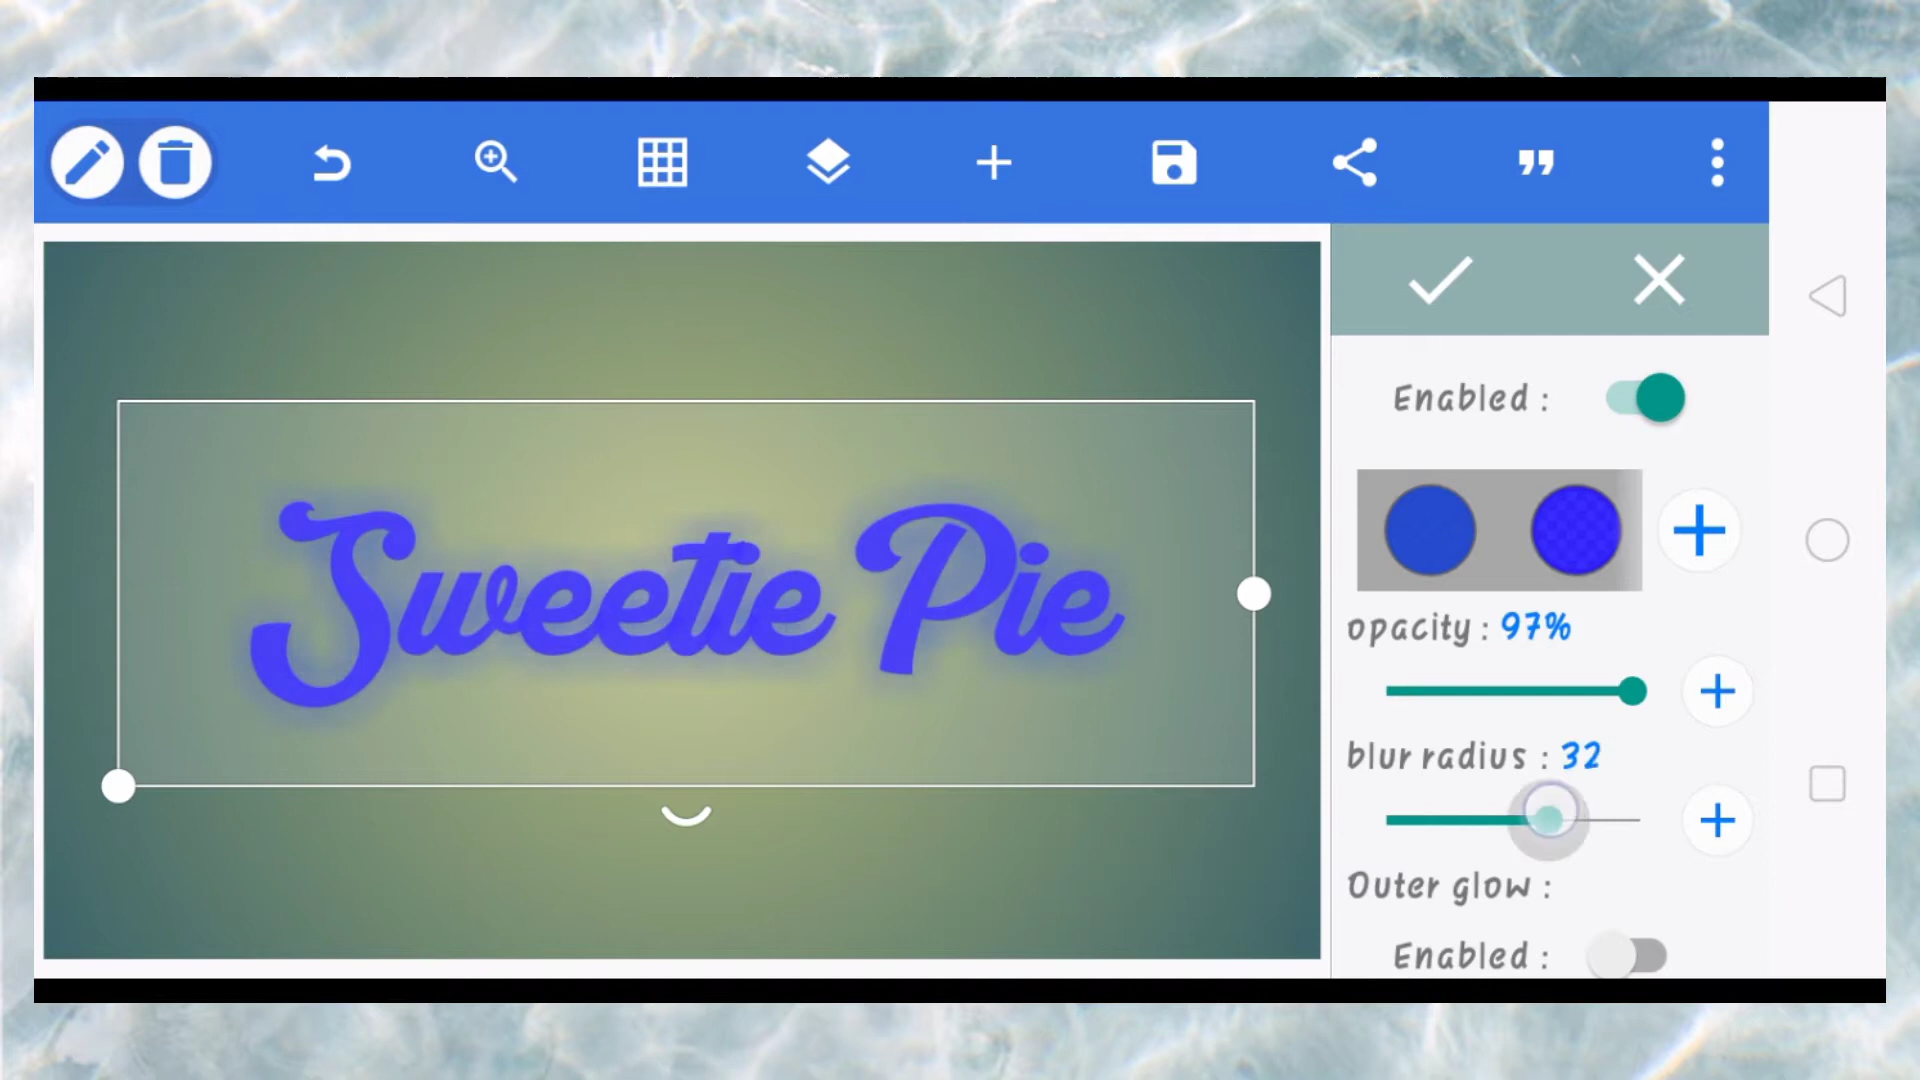 Enabled :
opacity : 97%
blur radius : 32
Outer glow :
Enabled :
Sweetie Pie